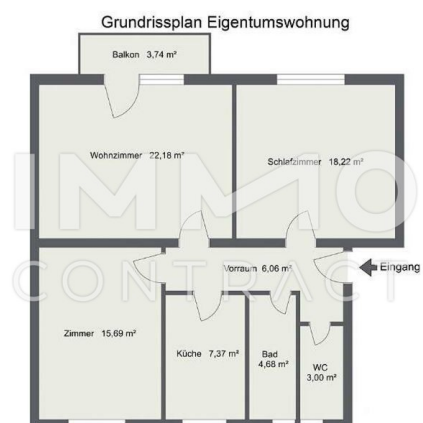 Grundrissplan Eigentumswohnung
Balkon 3,74 m²
Wohnzimmer 22,18 m²
Schlafzimmer 18,22 m²
IMMO
CONTRACT
Vorraum 6,06 m²
Eingang
Zimmer 15,69 m²
Küche 7,37 m²
Bad
4,68 m²
WC
3,00 m²